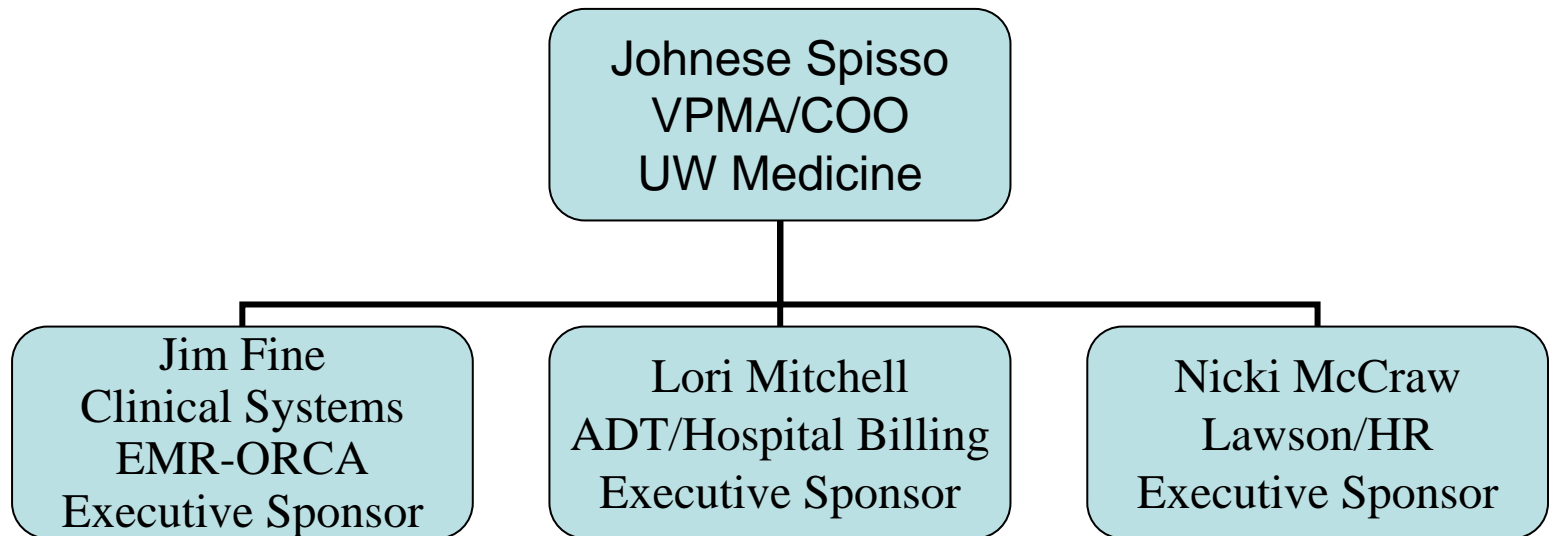 Johnese Spisso
VPMA/COO
UW Medicine
Jim Fine
Clinical Systems
EMR-ORCA
Executive Sponsor
Lori Mitchell
ADT/Hospital Billing
Executive Sponsor
Nicki McCraw
Lawson/HR
Executive Sponsor